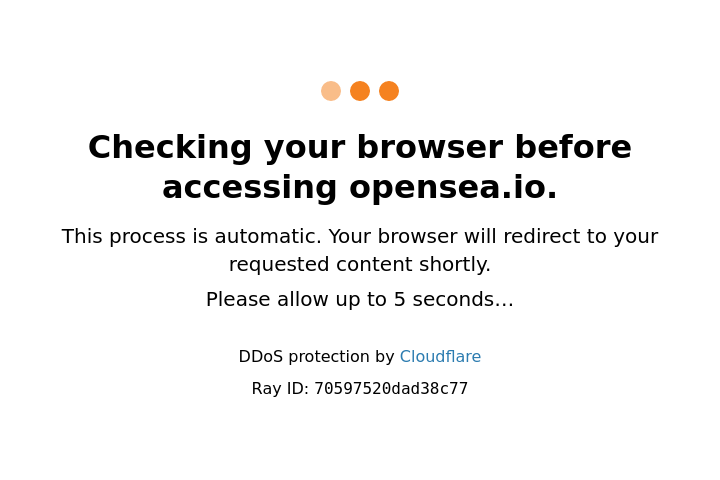 Checking your browser before
accessing opensea.io.
This process is automatic. Your browser will redirect to your
requested content shortly.
Please allow up to 5 seconds…
DDoS protection by Cloudflare
Ray ID: 70597520dad38c77